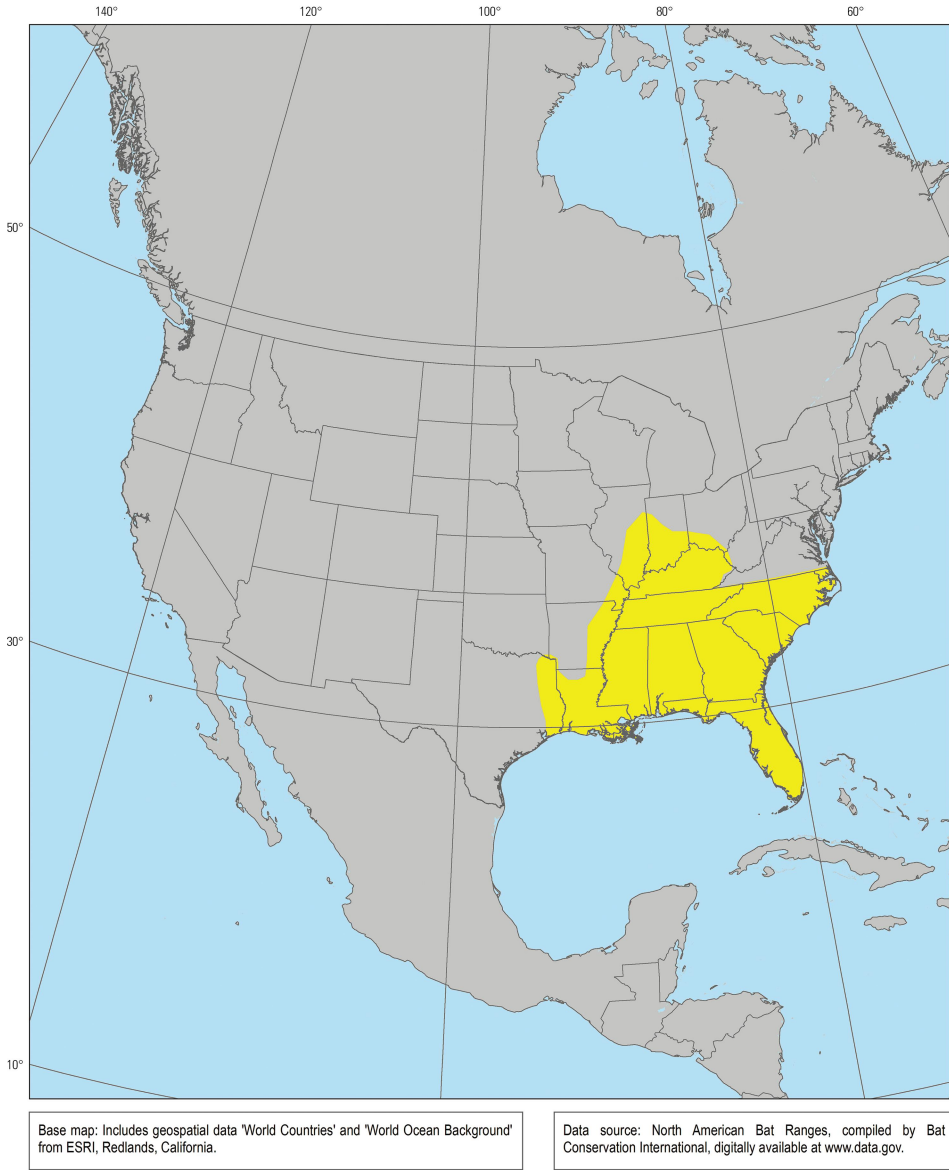 140° 120° 100° 80° 60°
50°
30°
10°
Base map: Includes geospatial data 'World Countries' and 'World Ocean Background'
from ESRI, Redlands, California.
Data source: North American Bat Ranges, compiled by Bat
Conservation International, digitally available at www.data.gov.